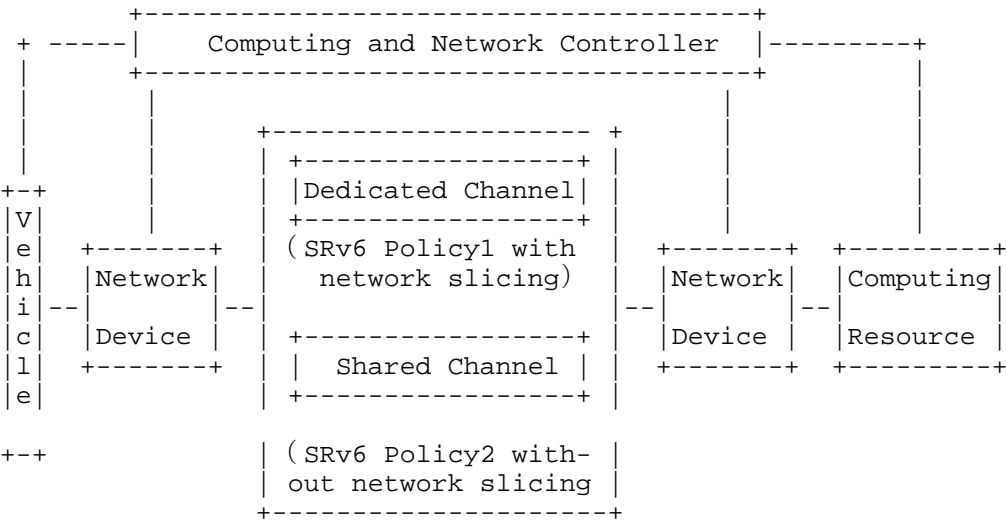 Computing and Network Controller
Dedicated Channel
Vehicle
(SRv6 Policy1 with
network slicing)
Network
Device
Shared Channel
(SRv6 Policy2 with-
out network slicing
Network
Device
Computing
Resource